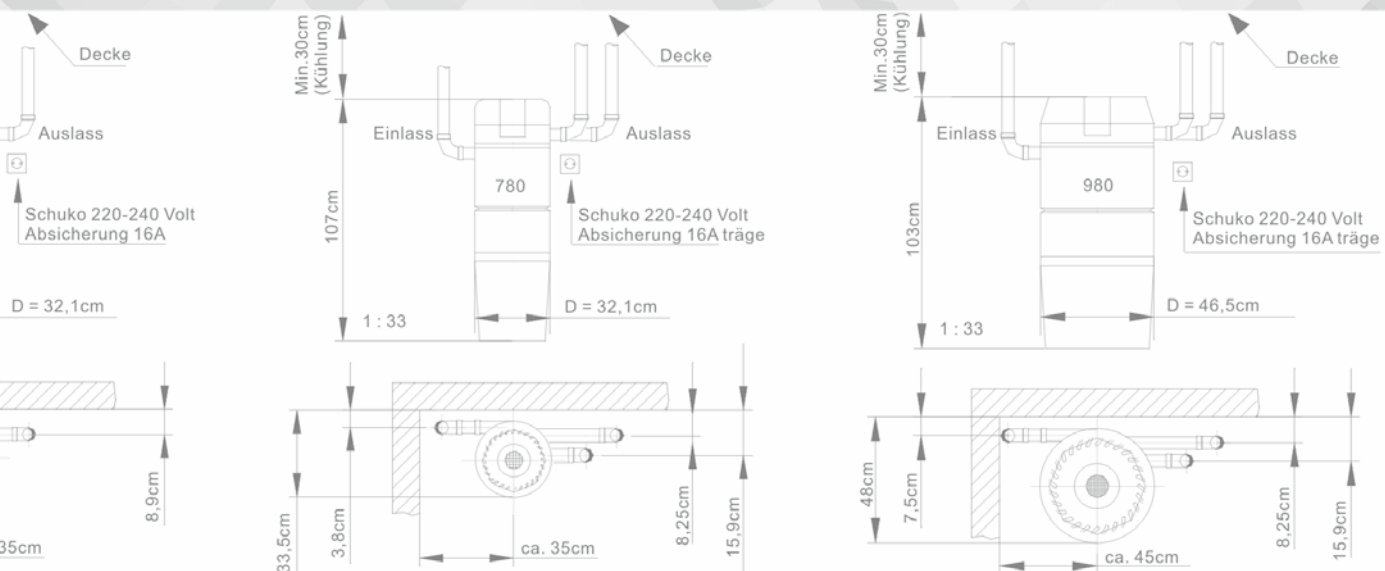 Decke
Auslass
Schuko 220-240 Volt
Absicherung 16A
D = 32,1cm
8,9cm
35cm
Min.30cm
(Kühlung)
Decke
Einlass
Auslass
780
107cm
Schuko 220-240 Volt
Absicherung 16A träge
D = 32,1cm
1 : 33
33,5cm
3,8cm
8,25cm
15,9cm
ca. 35cm
Min.30cm
(Kühlung)
Decke
Einlass
Auslass
980
103cm
Schuko 220-240 Volt
Absicherung 16A träge
D = 46,5cm
1 : 33
48cm
7,5cm
8,25cm
15,9cm
ca. 45cm